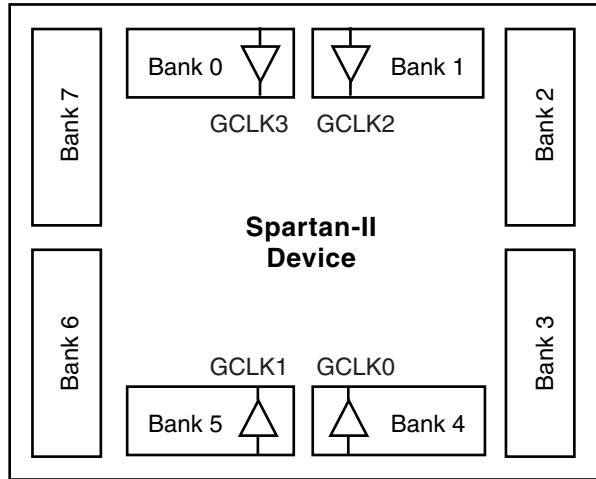 Bank 0
Bank 1
GCLK3
GCLK2
Bank 7
Bank 2
Spartan-II
Device
Bank 6
Bank 3
GCLK1
GCLK0
Bank 5
Bank 4